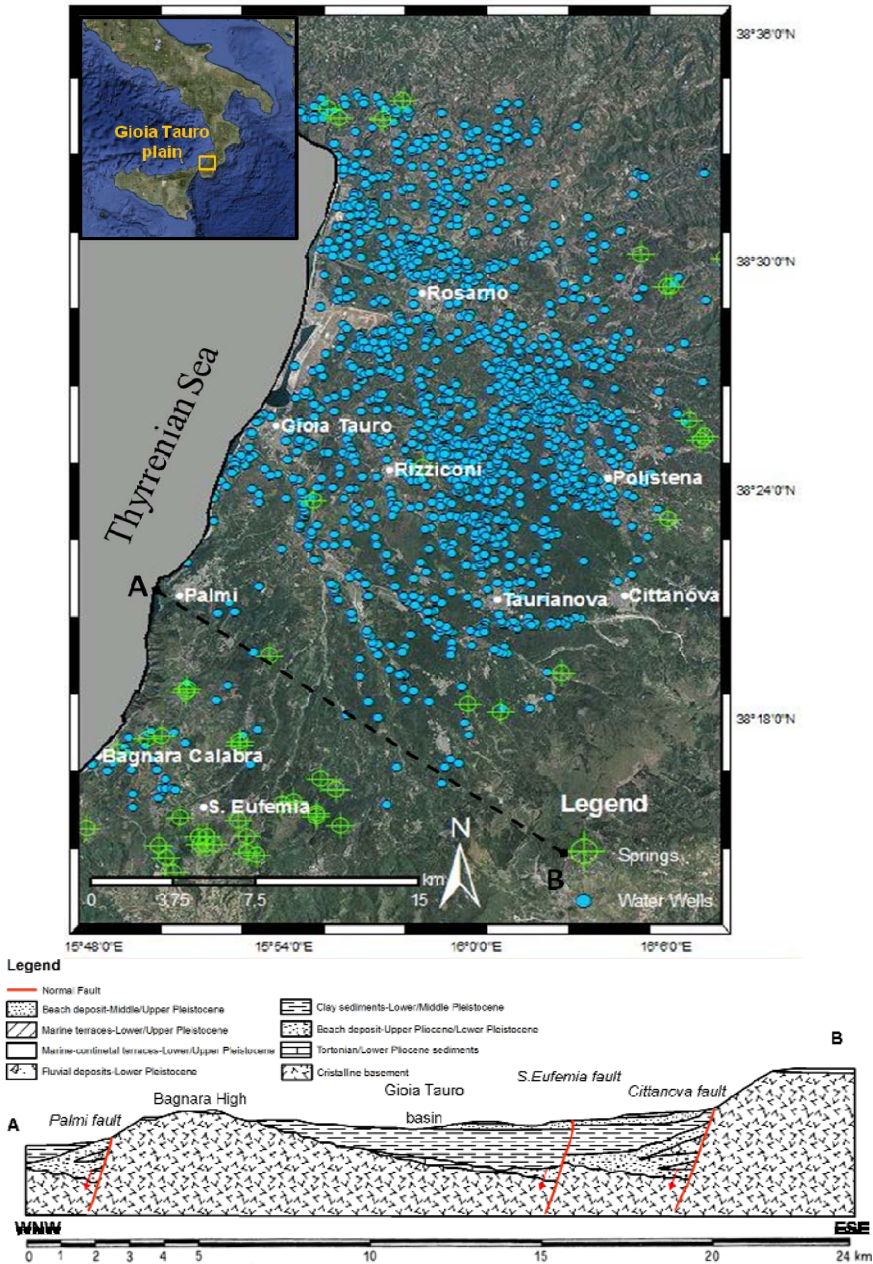 38°38'0"N
Gioia Tauro
plain
38°30'0"N
Rosarno
Thyrrenian Sea
Gioia Tauro
Rizziconi
Polistena
38°24'0"N
A
Palmi
Taurianova
Cittanova
38°18'0"N
Bagnara Calabra
S. Eufemia
Legend
N
Springs
B
km
0 3.75 7.5 15
Water Wells
15°48'0"E 15°54'0"E 16°0'0"E 16°6'0"E
Legend
Normal Fault
Beach deposit-Middle/Upper Pleistocene
Clay sediments-Lower/Middle Pleistocene
Marine terraces-Lower/Upper Pleistocene
Beach deposit-Upper Pliocene/Lower Pleistocene
Marine-continetal terraces-Lower/Upper Pleistocene
Tortonian/Lower Pliocene sediments
Fluvial deposits-Lower Pleistocene
Cristalline basement
B
A
Palmi fault
Bagnara High
Gioia Tauro
basin
S.Eufemia fault
Cittanova fault
WNW ESE
0 1 2 3 4 5 10 15 20 24 km